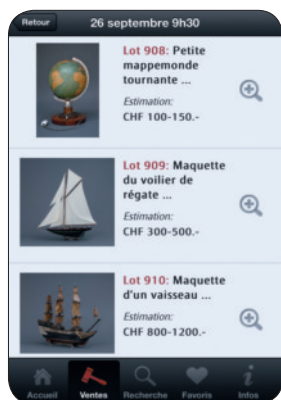 Retour 26 septembre 9h30
Lot 908: Petite
mappemonde
tournante ...
Estimation:
CHF 100-150.-
Lot 909: Maquette
du voilier de
régate ...
Estimation:
CHF 300-500.-
Lot 910: Maquette
d'un vaisseau ...
Estimation:
CHF 800-1200.-
Accueil Ventes Recherche Favoris Infos